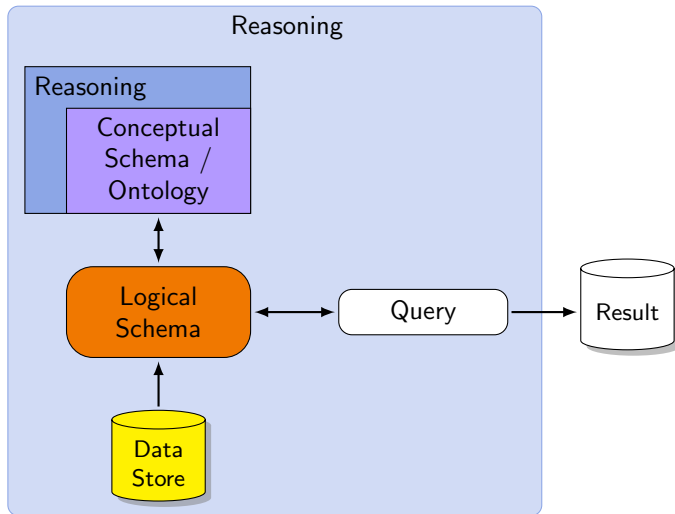 Reasoning
Reasoning
Conceptual
Schema /
Ontology
Logical
Schema
Query
Result
Data
Store